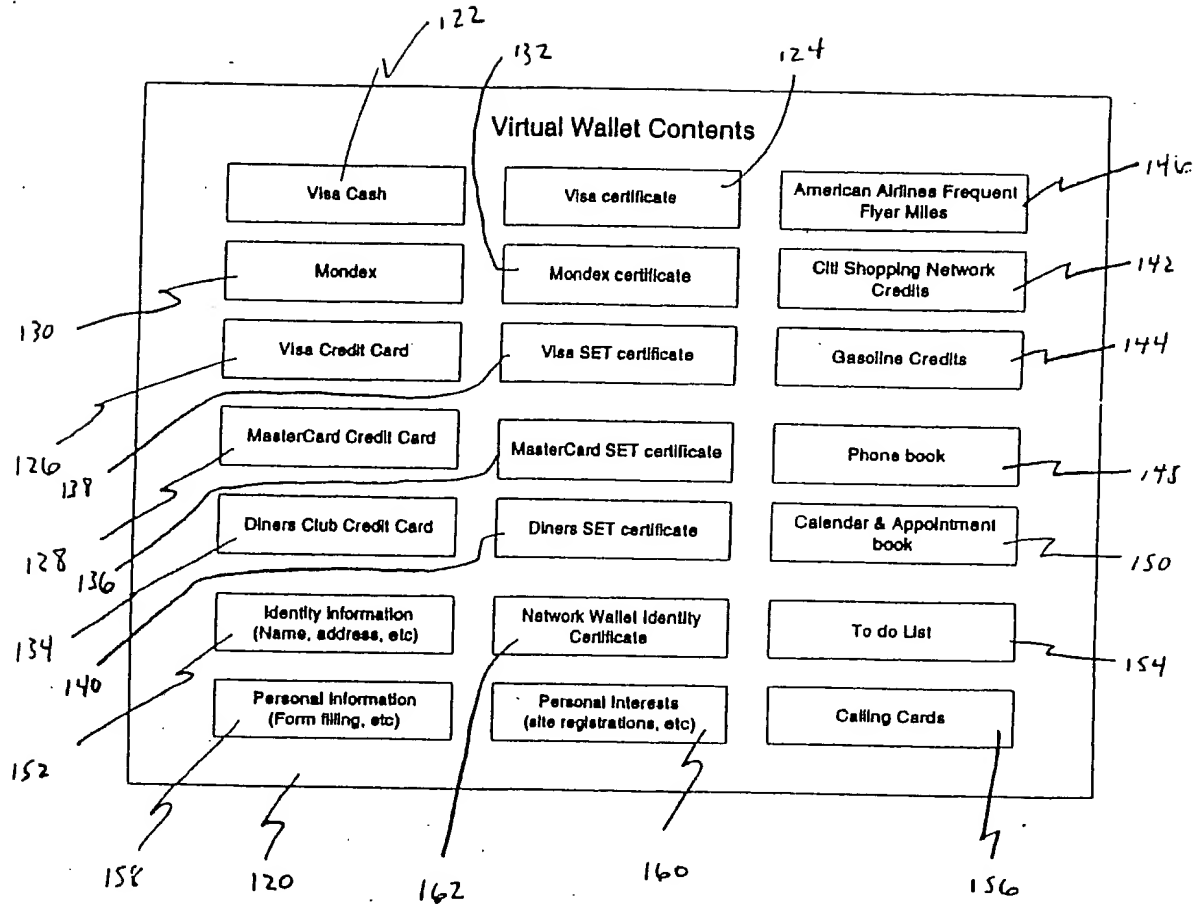 122
132
124
Virtual Wallet Contents
Visa Cash
Visa certificate
American Airlines Frequent
Flyer Miles
146
Mondex
Mondex certificate
Citi Shopping Network
Credits
142
130
Visa Credit Card
Visa SET certificate
Gasoline Credits
144
126
138
MasterCard Credit Card
MasterCard SET certificate
Phone book
148
128
136
Diners Club Credit Card
Diners SET certificate
Calendar & Appointment
book
150
134
140
Identity Information
(Name, address, etc)
Network Wallet Identity
Certificate
To do List
154
152
Personal Information
(Form filling, etc)
Personal Interests
(site registrations, etc)
Calling Cards
158
120
162
160
156